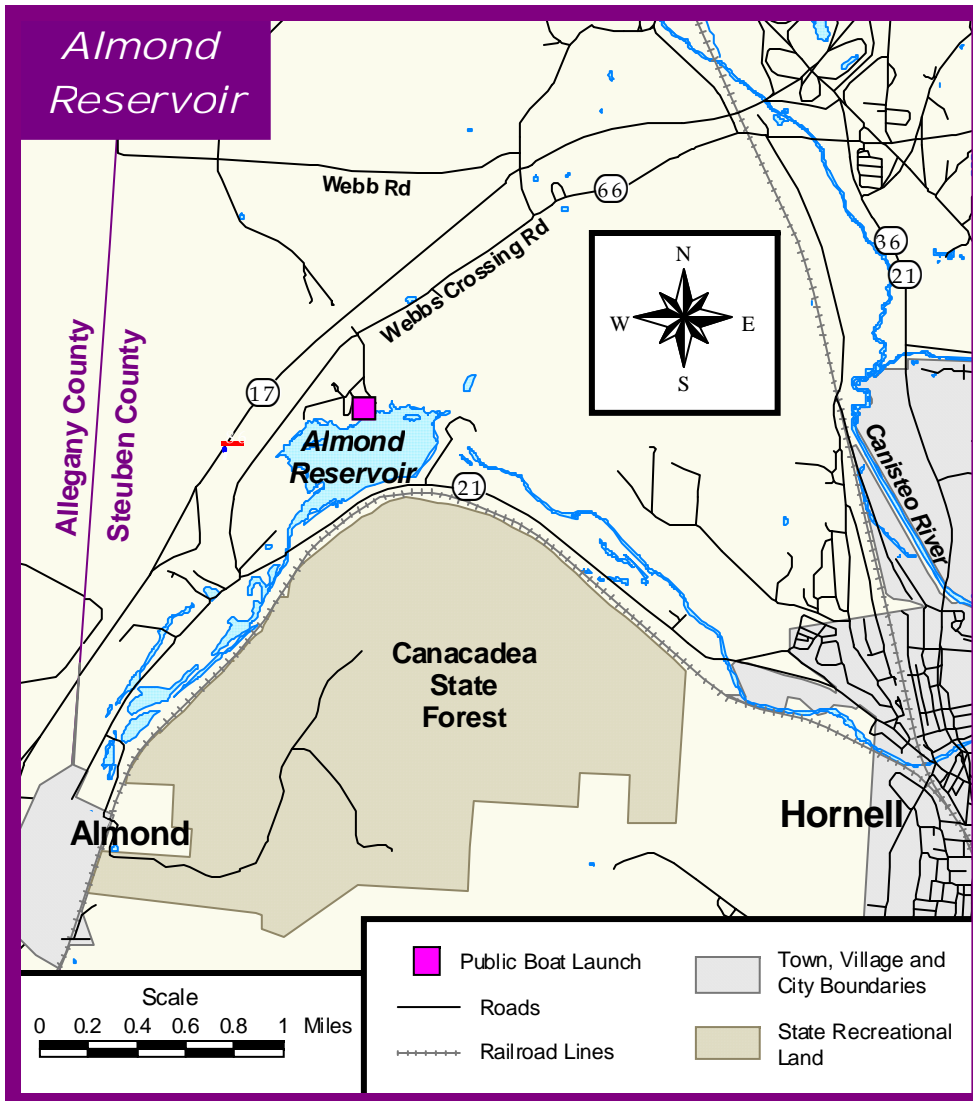 Almond
Reservoir
Webb Rd
66
Webbs Crossing Rd
36
21
N
W
E
S
17
Allegany County
Steuben County
Almond
Reservoir
21
Canisteo River
Canacadea
State
Forest
Almond
Hornell
Scale
0 0.2 0.4 0.6 0.8 1 Miles
Public Boat Launch
Roads
Railroad Lines
Town, Village and
City Boundaries
State Recreational
Land